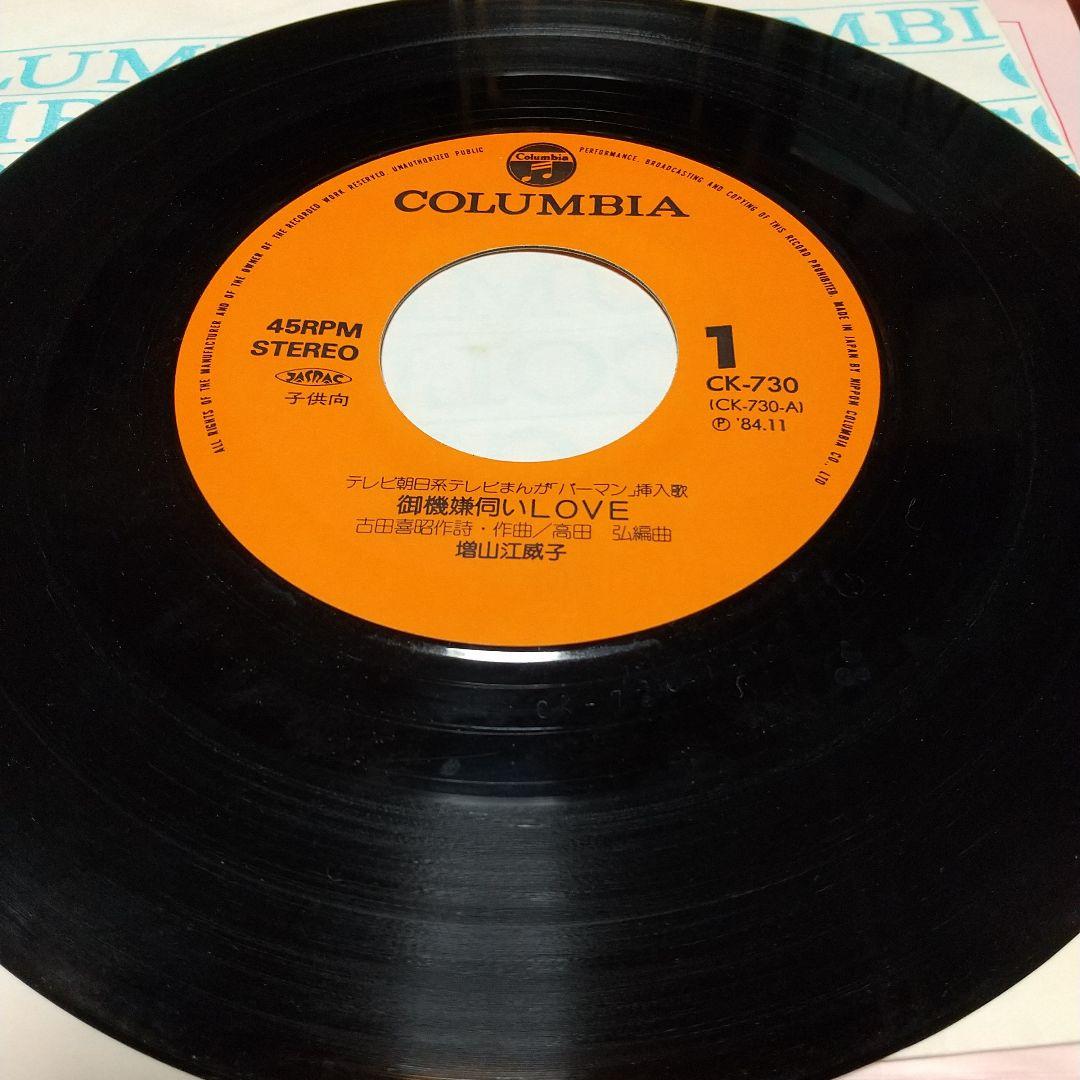 ALL RIGHTS OF THE MANUFACTURER AND OF THE OWNER OF THE RECORDED WORK RESERVED. UNAUTHORIZED PUBLIC PERFORMANCE. BROADCASTING AND COPYING OF THIS RECORD PROHIBITED. MADE IN JAPAN BY NIPPON COLUMBIA CO., LTD
Columbia
COLUMBIA
45RPM
STEREO
JASRAC
子供向
1
CK-730
(CK-730-A)
Ⓟ '84.11
テレビ朝日系テレビまんが「パーマン」挿入歌
御機嫌伺いLOVE
古田喜昭作詩・作曲／高田 弘編曲
増山江威子